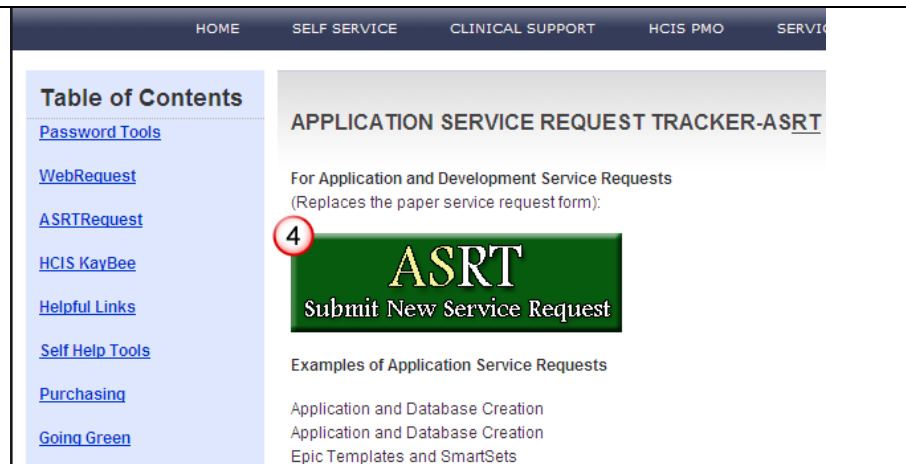 HOME SELF SERVICE CLINICAL SUPPORT HCIS PMO
Table of Contents
Password Tools
WebRequest
ASRTRequest
HCIS KayBee
Helpful Links
Self Help Tools
Purchasing
Going Green
APPLICATION SERVICE REQUEST TRACKER-ASRT
For Application and Development Service Requests
(Replaces the paper service request form):
4
ASRT
Submit New Service Request
Examples of Application Service Requests
Application and Database Creation
Application and Database Creation
Epic Templates and SmartSets